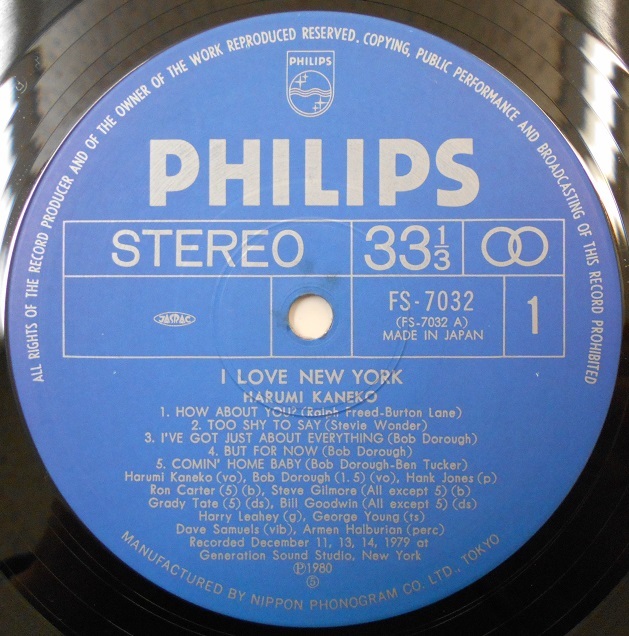 ALL RIGHTS OF THE RECORD PRODUCER AND OF THE OWNER OF THE WORK REPRODUCED RESERVED. COPYING, PUBLIC PERFORMANCE AND BROADCASTING OF THIS RECORD PROHIBITED
PHILIPS
PHILIPS
STEREO
33 1/3
JASRAC
FS-7032
(FS-7032 A)
MADE IN JAPAN
1
I LOVE NEW YORK
HARUMI KANEKO
1. HOW ABOUT YOU? (Ralph Freed-Burton Lane)
2. TOO SHY TO SAY (Stevie Wonder)
3. I'VE GOT JUST ABOUT EVERYTHING (Bob Dorough)
4. BUT FOR NOW (Bob Dorough)
5. COMIN' HOME BABY (Bob Dorough-Ben Tucker)
Harumi Kaneko (vo), Bob Dorough (1. 5) (vo), Hank Jones (p)
Ron Carter (5) (b), Steve Gilmore (All except 5) (b)
Grady Tate (5) (ds), Bill Goodwin (All except 5) (ds)
Harry Leahey (g), George Young (ts)
Dave Samuels (vib), Armen Halburian (perc)
Recorded December 11, 13, 14, 1979 at
Generation Sound Studio, New York
Ⓟ1980
Ⓢ
MANUFACTURED BY NIPPON PHONOGRAM CO. LTD., TOKYO